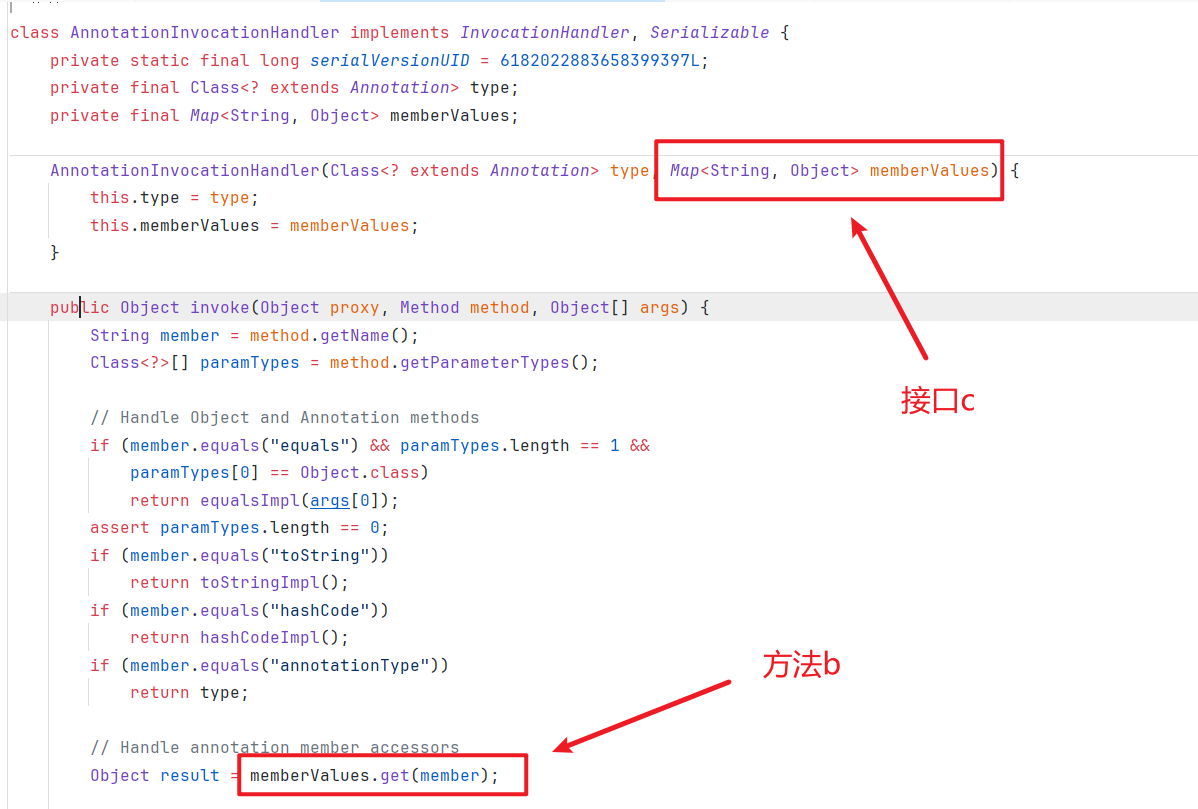 class AnnotationInvocationHandler implements InvocationHandler, Serializable {
    private static final long serialVersionUID = 6182022883658399397L;
    private final Class<? extends Annotation> type;
    private final Map<String, Object> memberValues;

    AnnotationInvocationHandler(Class<? extends Annotation> type, Map<String, Object> memberValues) {
        this.type = type;
        this.memberValues = memberValues;
    }

    public Object invoke(Object proxy, Method method, Object[] args) {
        String member = method.getName();
        Class<?>[] paramTypes = method.getParameterTypes();
接口c

        // Handle Object and Annotation methods
        if (member.equals("equals") && paramTypes.length == 1 &&
            paramTypes[0] == Object.class)
            return equalsImpl(args[0]);
        assert paramTypes.length == 0;
        if (member.equals("toString"))
            return toStringImpl();
        if (member.equals("hashCode"))
            return hashCodeImpl();
        if (member.equals("annotationType"))
            return type;
方法b

        // Handle annotation member accessors
        Object result = memberValues.get(member);